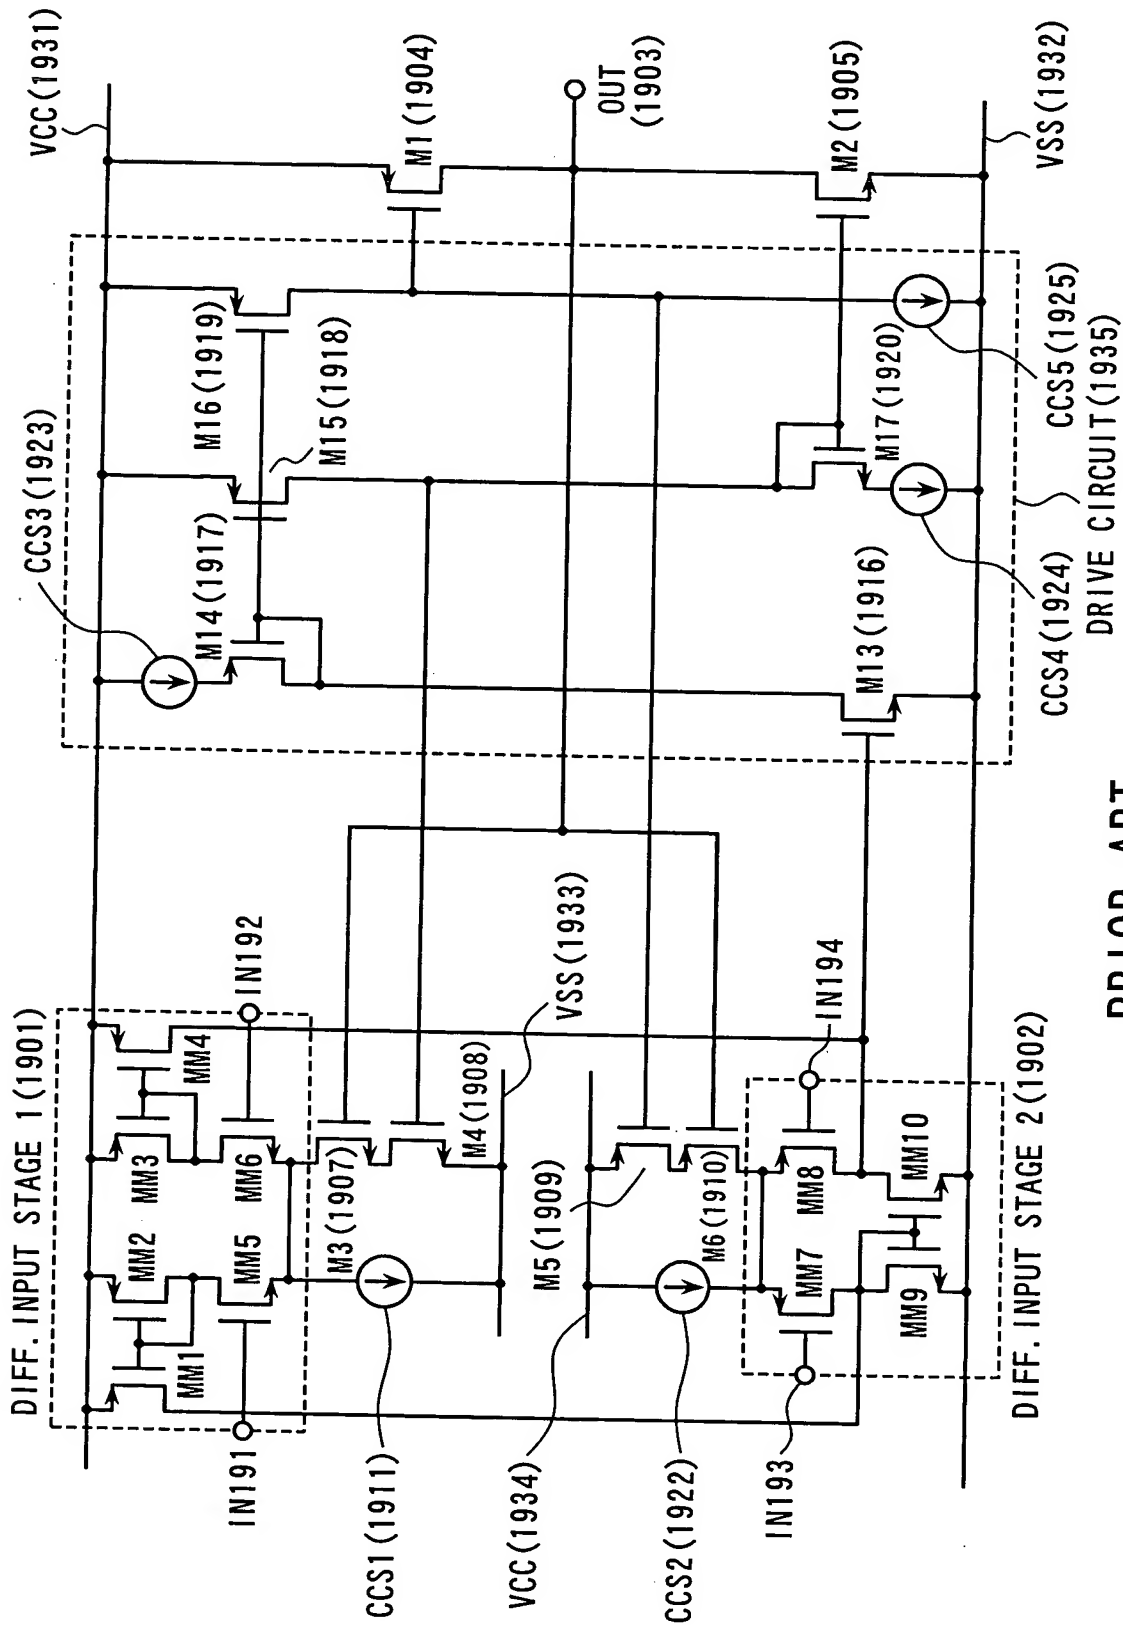 DIFF. INPUT STAGE 1(1901)
MM1
MM2
MM3
MM4
MM5
MM6
IN191
IN192
CCS3(1923)
M14(1917)
M16(1919)
M15(1918)
VCC(1931)
M1(1904)
OUT
(1903)
M2(1905)
VSS(1932)
CCS1(1911)
M3(1907)
M4(1908)
VSS(1933)
VCC(1934)
M5(1909)
M6(1910)
CCS2(1922)
IN193
IN194
MM7
MM8
MM9
MM10
DIFF. INPUT STAGE 2(1902)
M13(1916)
M17(1920)
CCS4(1924)
CCS5(1925)
DRIVE CIRCUIT(1935)
PRIOR ART